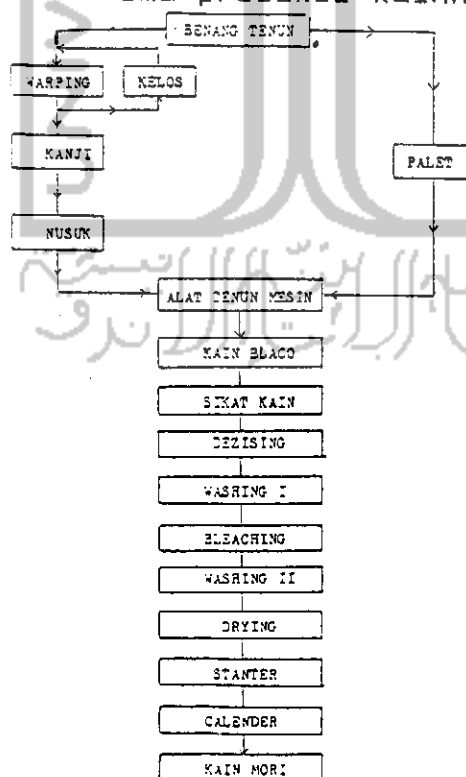 BENANG TENUN
WARPING KELOS
KANJI
PALET
NUSUK
ALAT TENUN MESIN
KAIN BLACO
SIKAT KAIN
DEZISING
WASHING I
BLEACHING
WASHING II
DRYING
STANTER
CALENDER
KAIN MORI